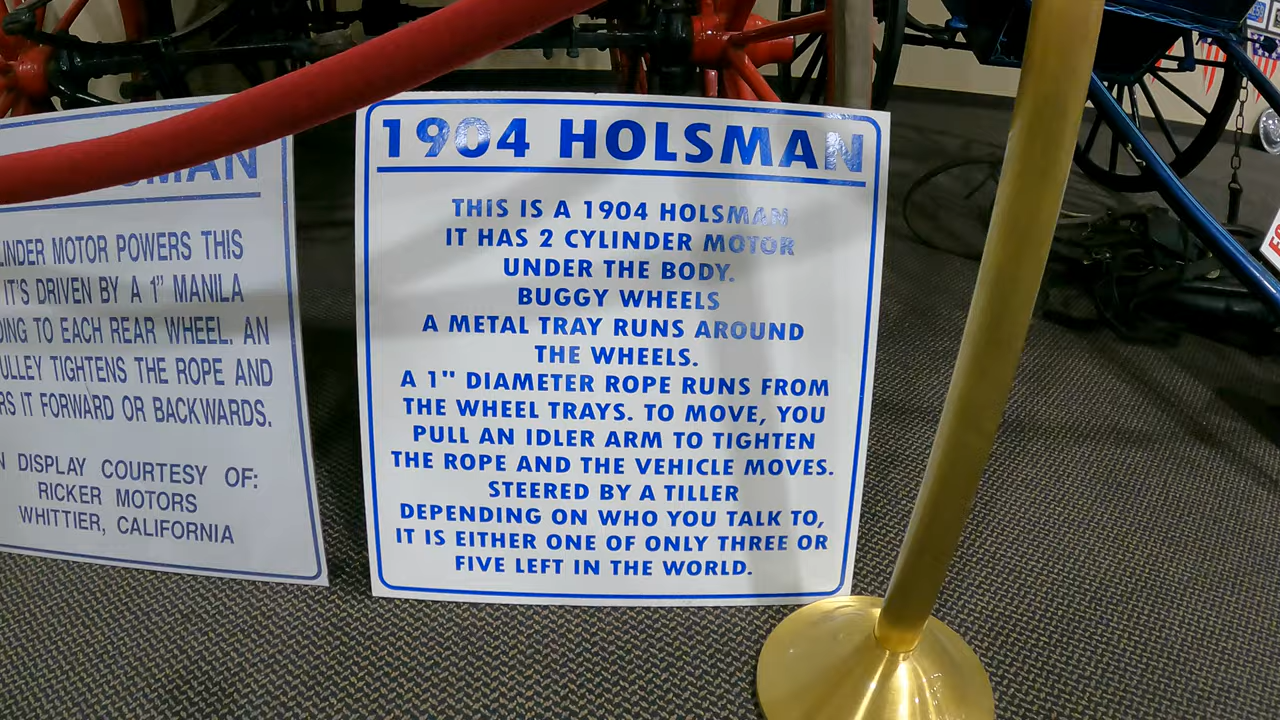 MAN
LINDER MOTOR POWERS THIS
IT'S DRIVEN BY A 1" MANILA
ING TO EACH REAR WHEEL. AN
ULLEY TIGHTENS THE ROPE AND
RS IT FORWARD OR BACKWARDS.
N DISPLAY COURTESY OF:
RICKER MOTORS
WHITTIER, CALIFORNIA
1904 HOLSMAN
THIS IS A 1904 HOLSMAN
IT HAS 2 CYLINDER MOTOR
UNDER THE BODY.
BUGGY WHEELS
A METAL TRAY RUNS AROUND
THE WHEELS.
A 1" DIAMETER ROPE RUNS FROM
THE WHEEL TRAYS. TO MOVE, YOU
PULL AN IDLER ARM TO TIGHTEN
THE ROPE AND THE VEHICLE MOVES.
STEERED BY A TILLER
DEPENDING ON WHO YOU TALK TO,
IT IS EITHER ONE OF ONLY THREE OR
FIVE LEFT IN THE WORLD.